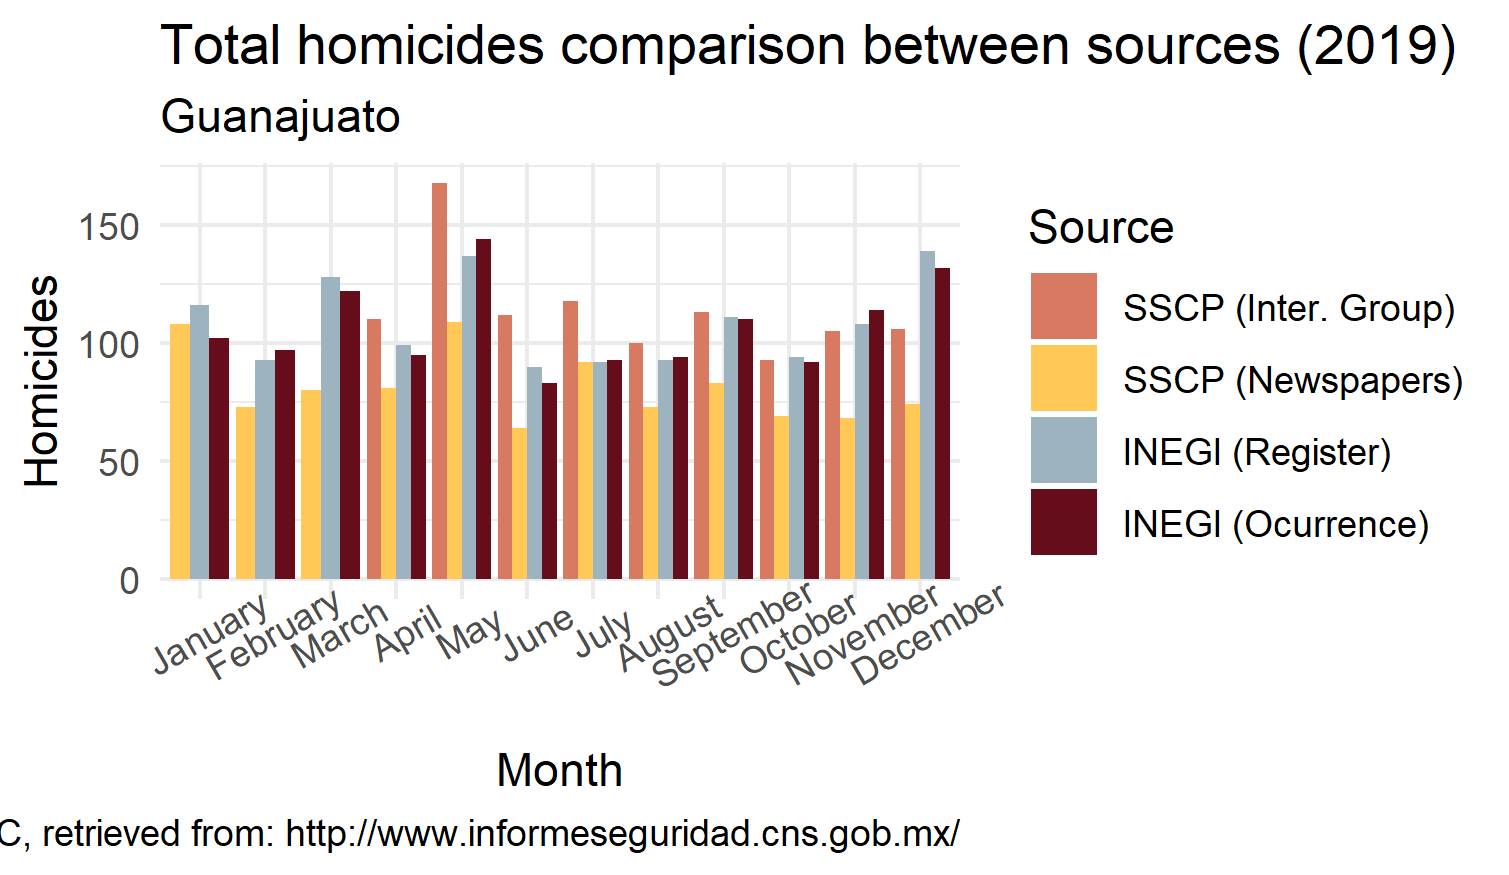 Total homicides comparison between sources (2019)
Guanajuato
Homicides
150
100
50
0
January
February
March
April
May
June
July
August
September
October
November
December
Month
Source
SSCP (Inter. Group)
SSCP (Newspapers)
INEGI (Register)
INEGI (Ocurrence)
C, retrieved from: http://www.informeseguridad.cns.gob.mx/